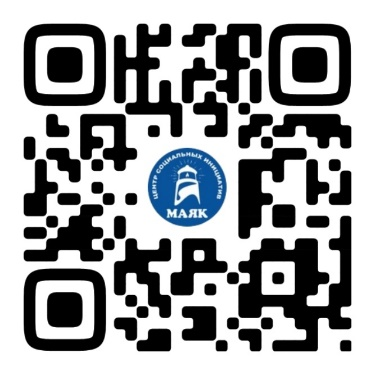 ЦЕНТР СОЦИАЛЬНЫХ ИНИЦИАТИВ
МАЯК